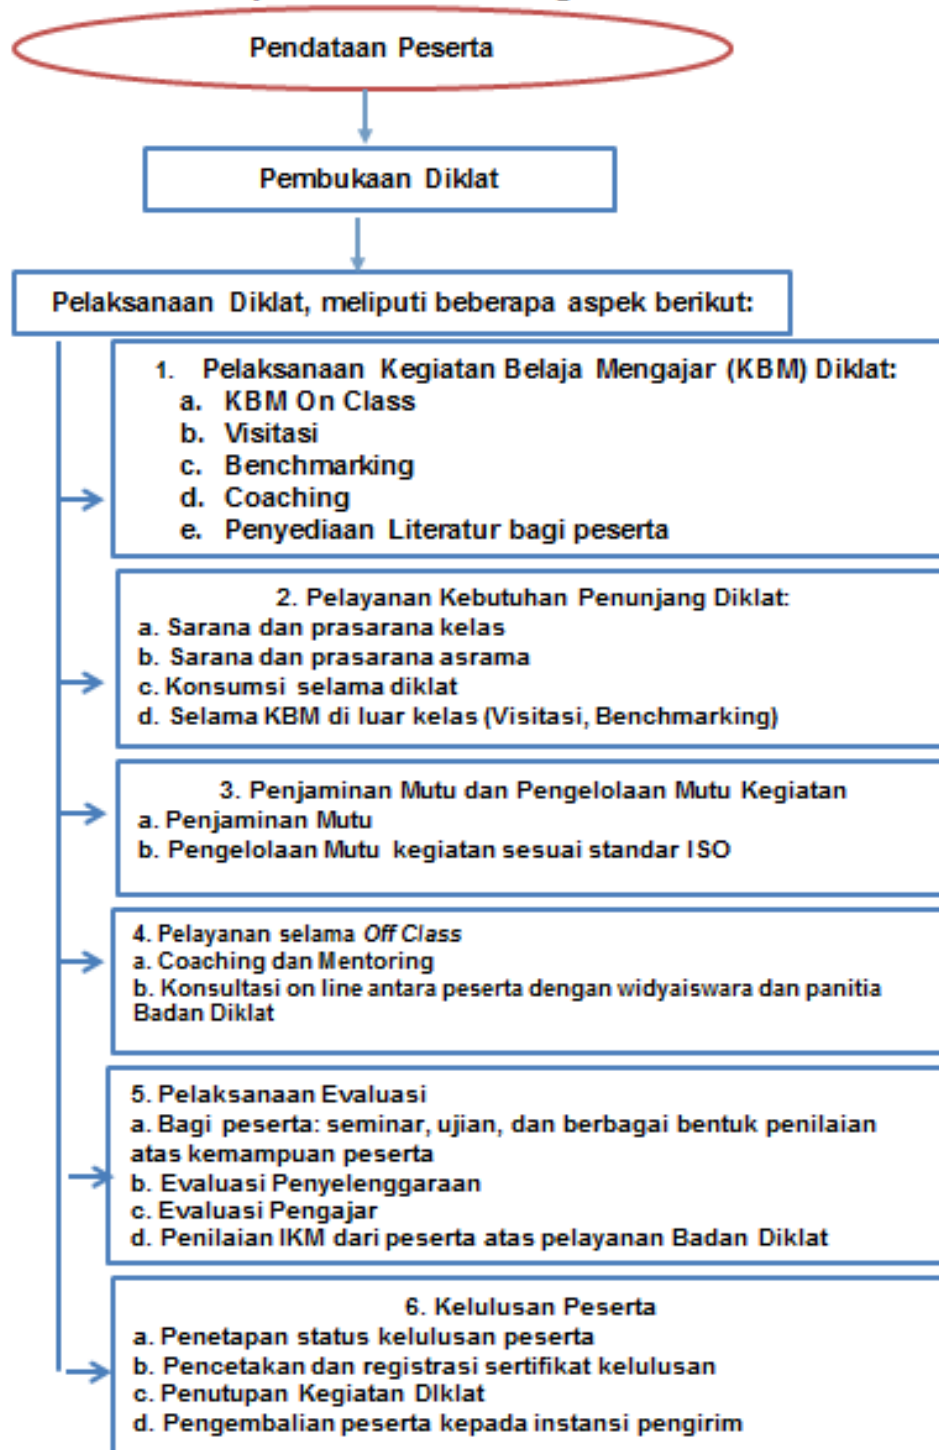 Pendataan Peserta
Pembukaan Diklat
Pelaksanaan Diklat, meliputi beberapa aspek berikut:
1. Pelaksanaan Kegiatan Belaja Mengajar (KBM) Diklat:
a. KBM On Class
b. Visitasi
c. Benchmarking
d. Coaching
e. Penyediaan Literatur bagi peserta
2. Pelayanan Kebutuhan Penunjang Diklat:
a. Sarana dan prasarana kelas
b. Sarana dan prasarana asrama
c. Konsumsi selama diklat
d. Selama KBM di luar kelas (Visitasi, Benchmarking)
3. Penjaminan Mutu dan Pengelolaan Mutu Kegiatan
a. Penjaminan Mutu
b. Pengelolaan Mutu kegiatan sesuai standar ISO
4. Pelayanan selama Off Class
a. Coaching dan Mentoring
b. Konsultasi on line antara peserta dengan widyaiswara dan panitia
Badan Diklat
5. Pelaksanaan Evaluasi
a. Bagi peserta: seminar, ujian, dan berbagai bentuk penilaian
atas kemampuan peserta
b. Evaluasi Penyelenggaraan
c. Evaluasi Pengajar
d. Penilaian IKM dari peserta atas pelayanan Badan Diklat
6. Kelulusan Peserta
a. Penetapan status kelulusan peserta
b. Pencetakan dan registrasi sertifikat kelulusan
c. Penutupan Kegiatan DIklat
d. Pengembalian peserta kepada instansi pengirim